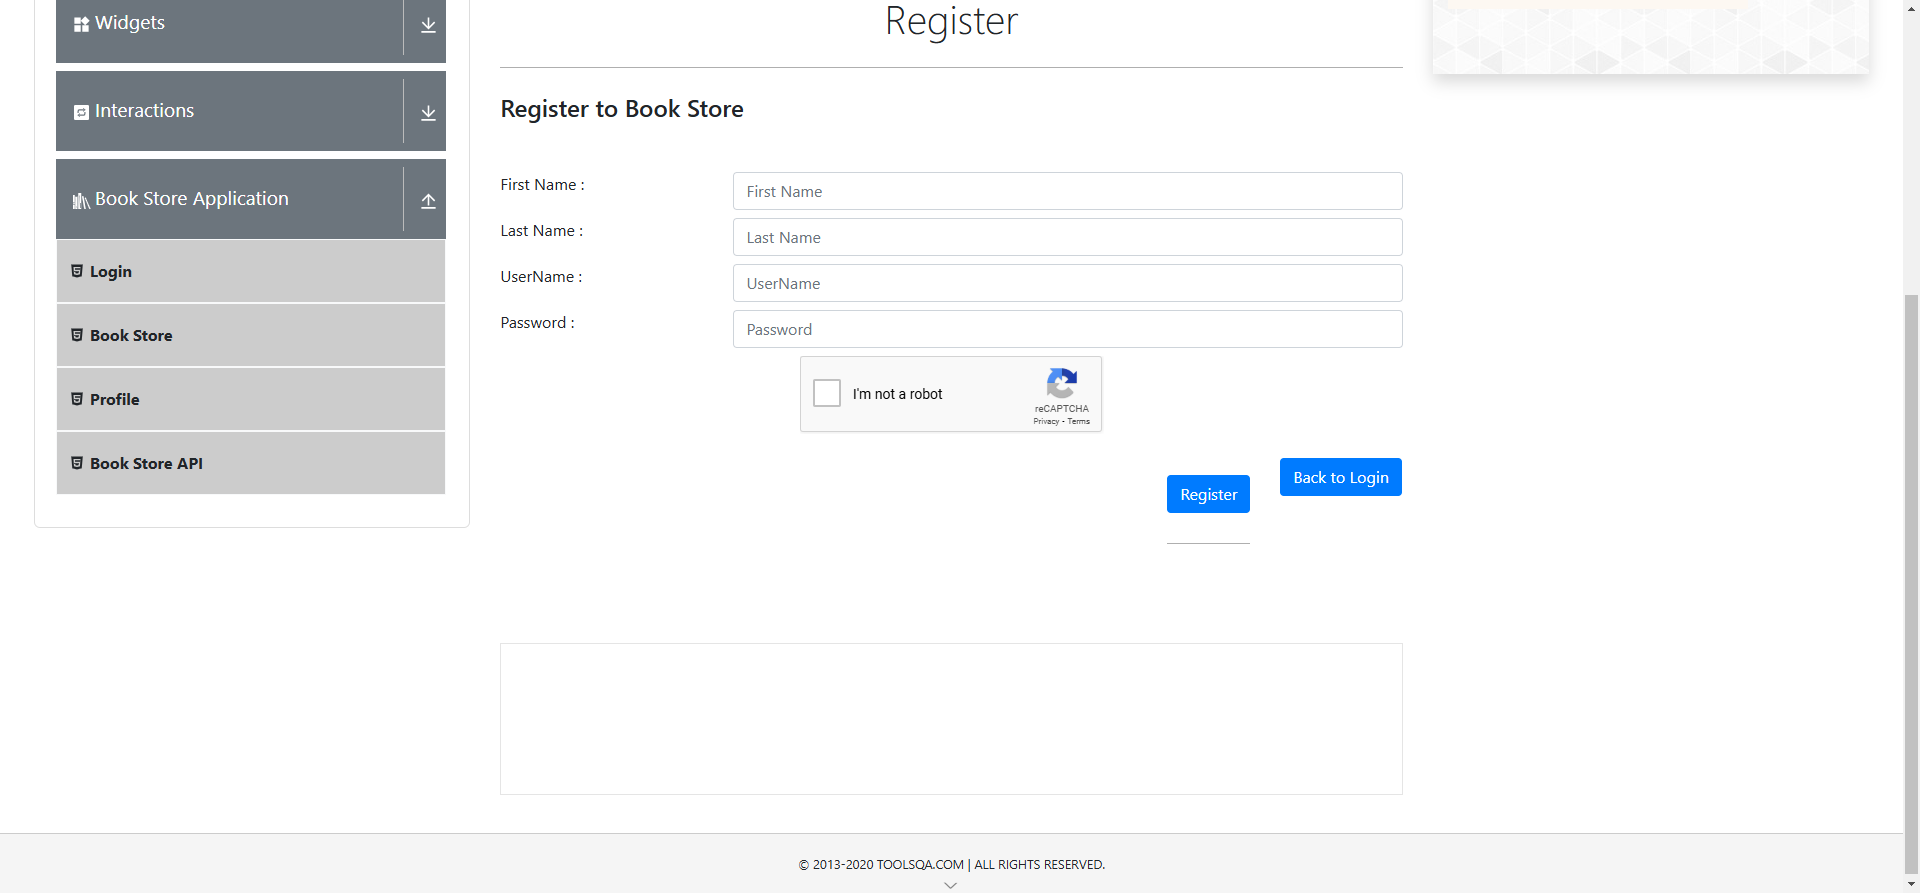 Widgets
Interactions
Book Store Application
Login
Book Store
Profile
Book Store API
Register
Register to Book Store
First Name :
First Name
Last Name :
Last Name
UserName :
UserName
Password :
Password
I'm not a robot
reCAPTCHA
Privacy - Terms
Register
Back to Login
© 2013-2020 TOOLSQA.COM | ALL RIGHTS RESERVED.